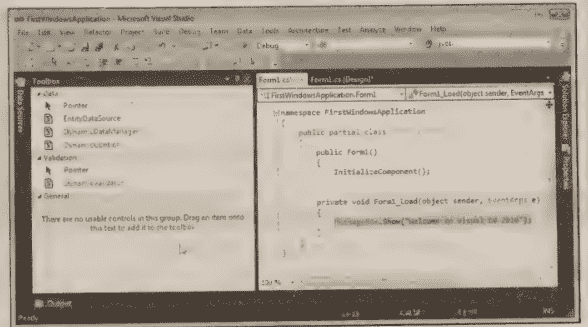 FirstWindowsApplication - Microsoft Visual Studio
File Edit View Refactor Project Build Debug Team Data Tools Architecture Test Analyze Window Help
Debug
Toolbox
Form1.cs* Form1.cs [Design]*
FirstWindowsApplication.Form1 Form1_Load(object sender, EventArgs
Data Sources
Solution Explorer
Properties
Data
Pointer
EntityDataSource
Validation
Pointer
General
There are no usable controls in this group. Drag an item onto
this text to add it to the toolbox.
namespace FirstWindowsApplication
{
public partial class
{
public Form1()
{
InitializeComponent();
}
private void Form1_Load(object sender, EventArgs e)
{
MessageBox.Show("Welcome to Visual C# 2010");
}
}
}
100 %
Output
Ready
INS